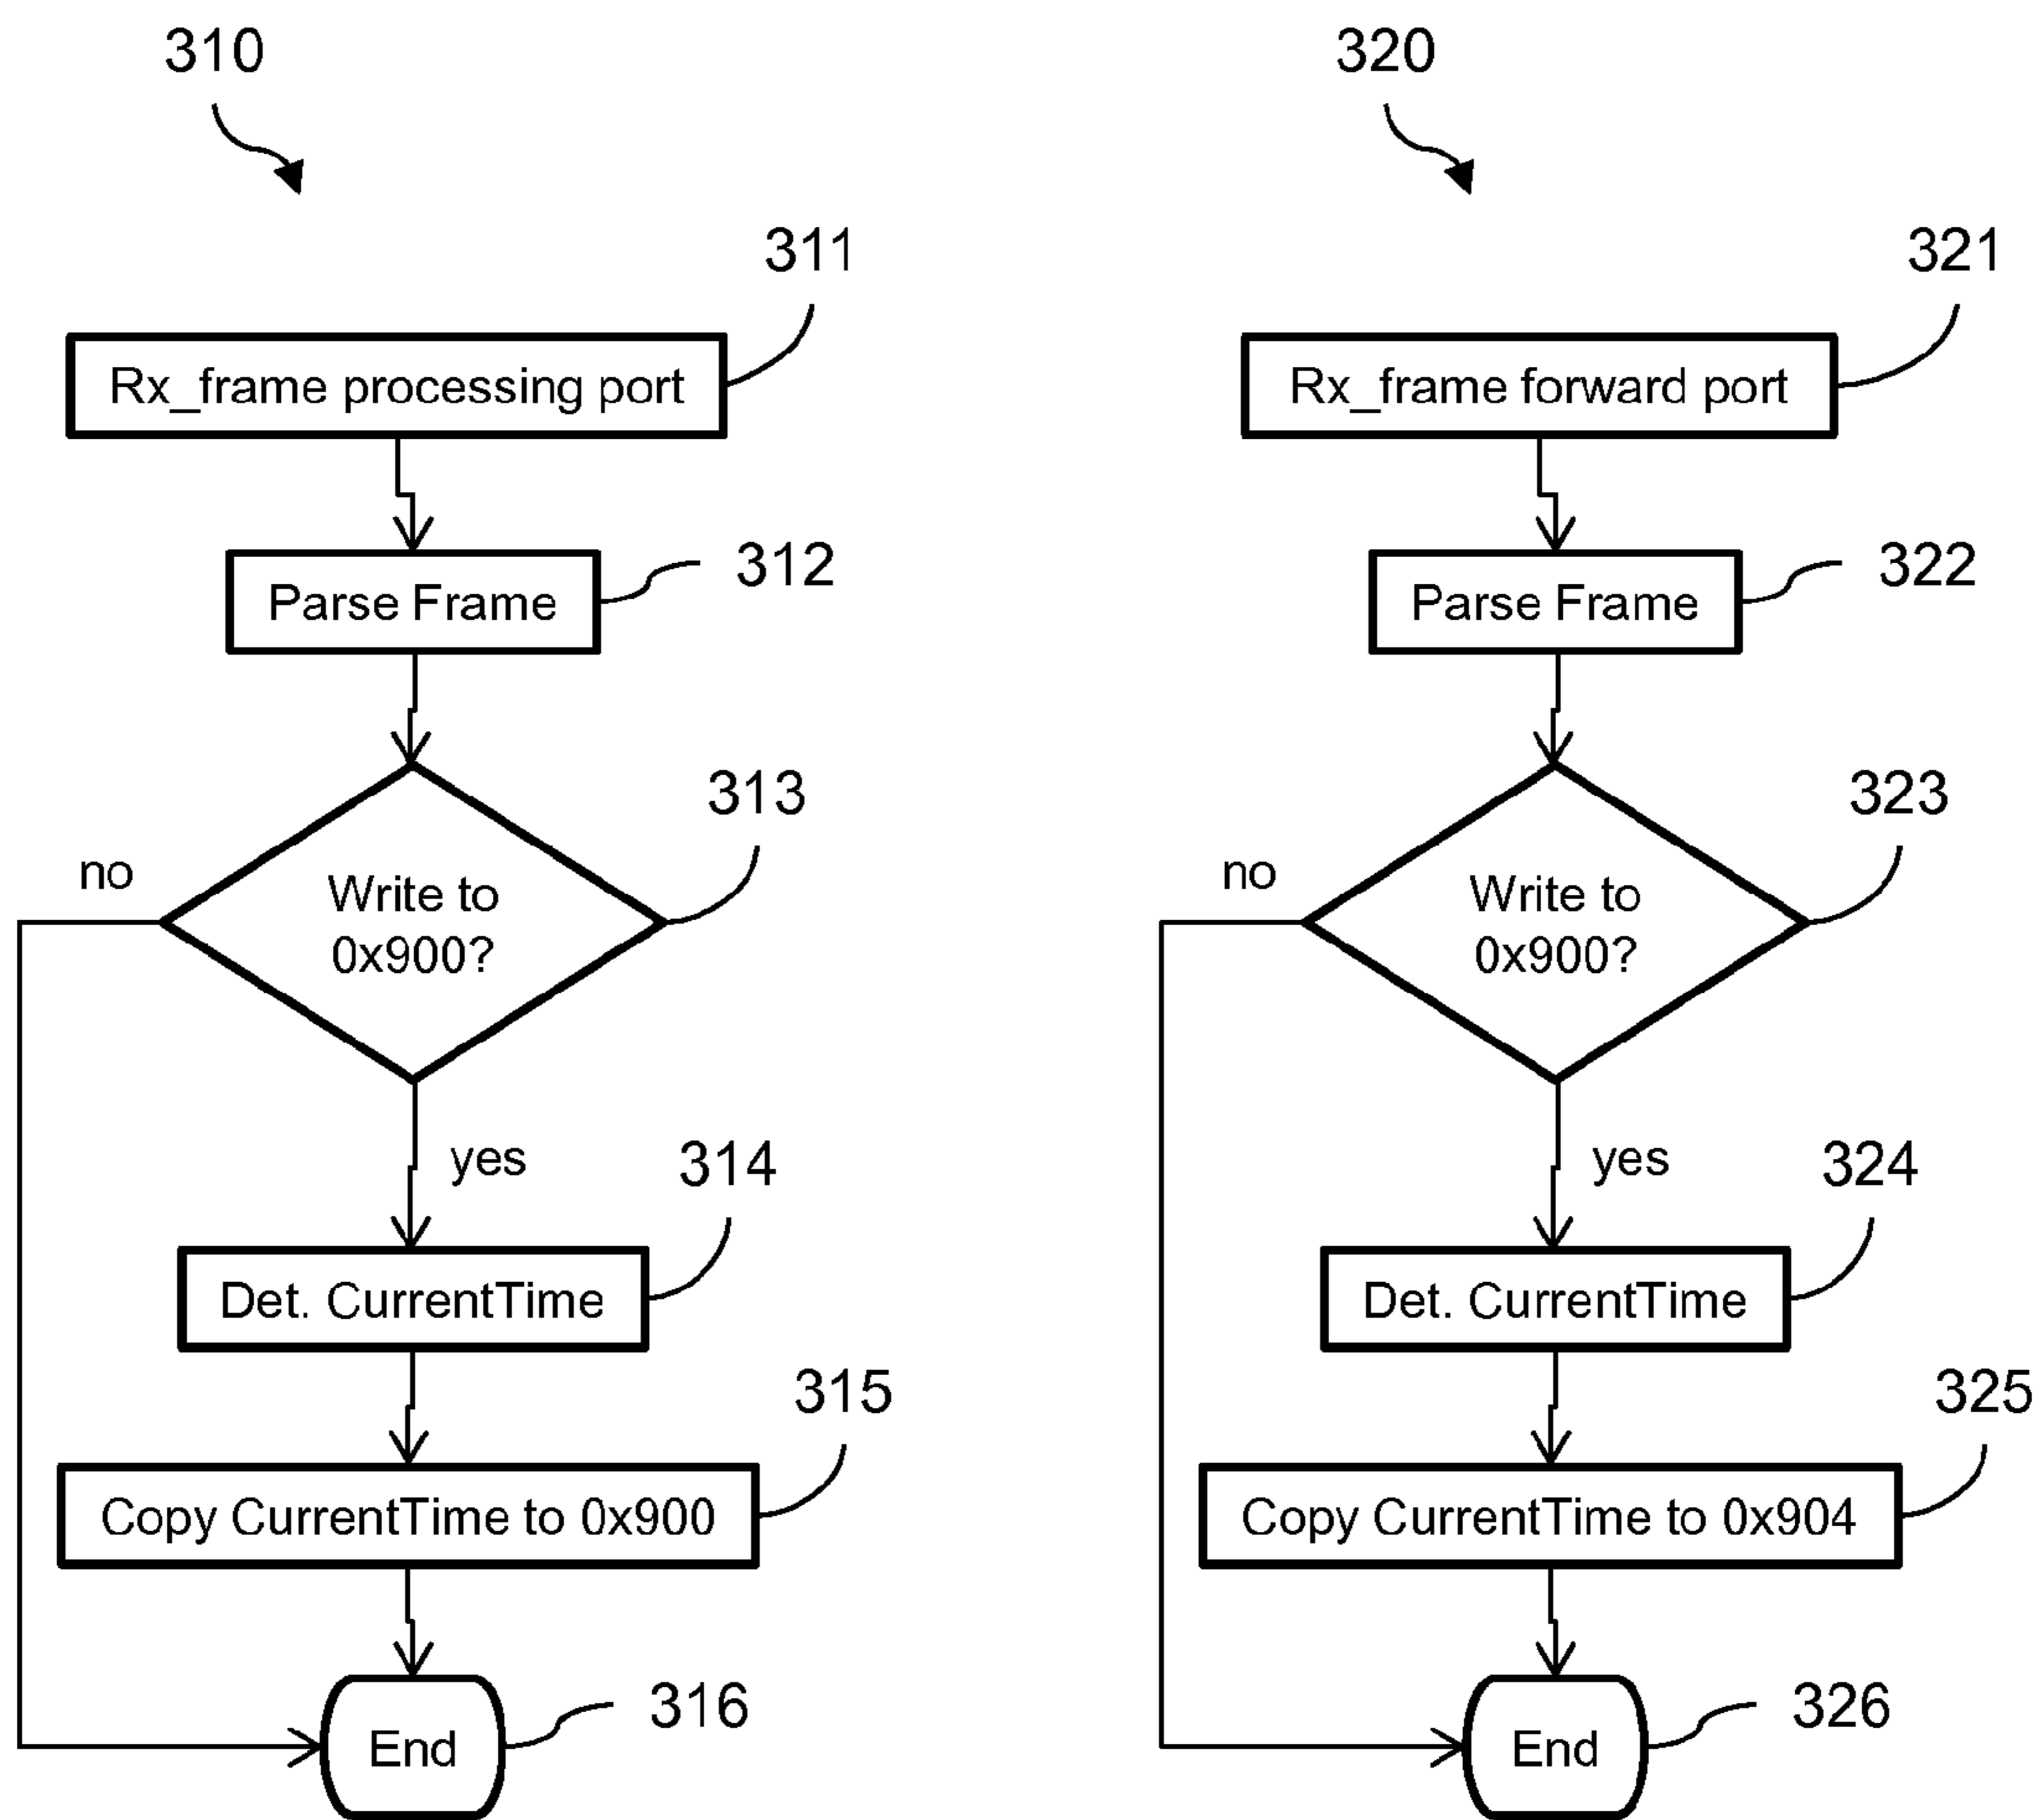 310
311
Rx_frame processing port
312
Parse Frame
313
no
Write to
0x900?
yes
314
Det. CurrentTime
315
Copy CurrentTime to 0x900
316
End
320
321
Rx_frame forward port
322
Parse Frame
323
no
Write to
0x900?
yes
324
Det. CurrentTime
325
Copy CurrentTime to 0x904
326
End